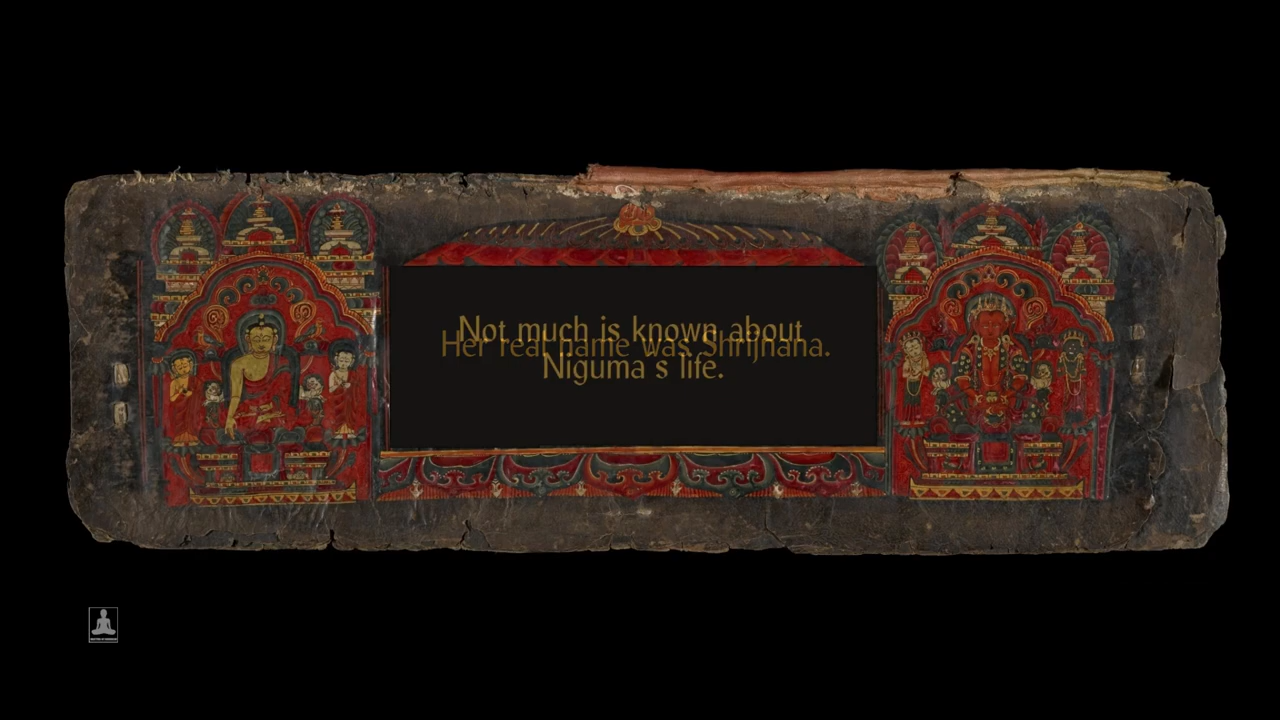 Not much is known about
Her real name was Shrijnana.
Niguma's life.